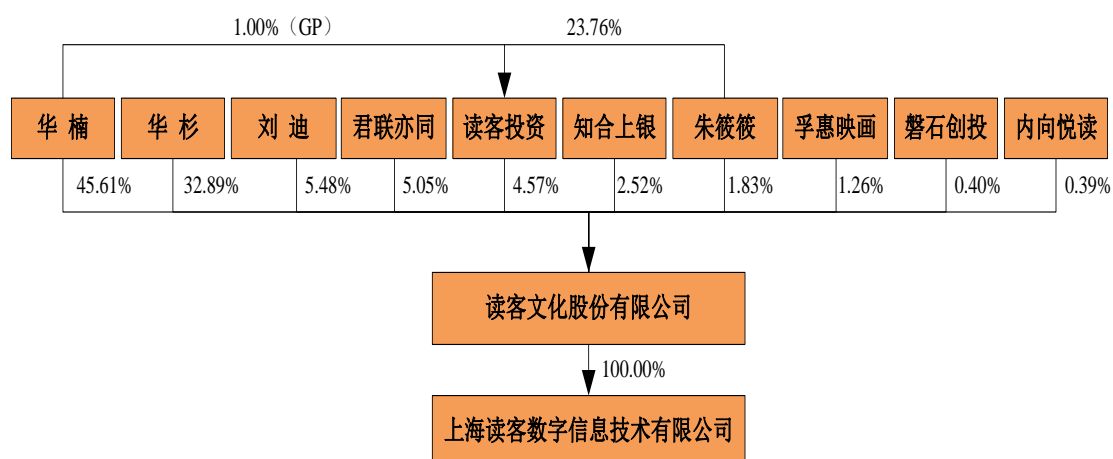 1.00%（GP） 23.76%
华 楠 华 杉 刘 迪 君联亦同 读客投资 知合上银 朱筱筱 孚惠映画 磐石创投 内向悦读
45.61% 32.89% 5.48% 5.05% 4.57% 2.52% 1.83% 1.26% 0.40% 0.39%
读客文化股份有限公司
100.00%
上海读客数字信息技术有限公司